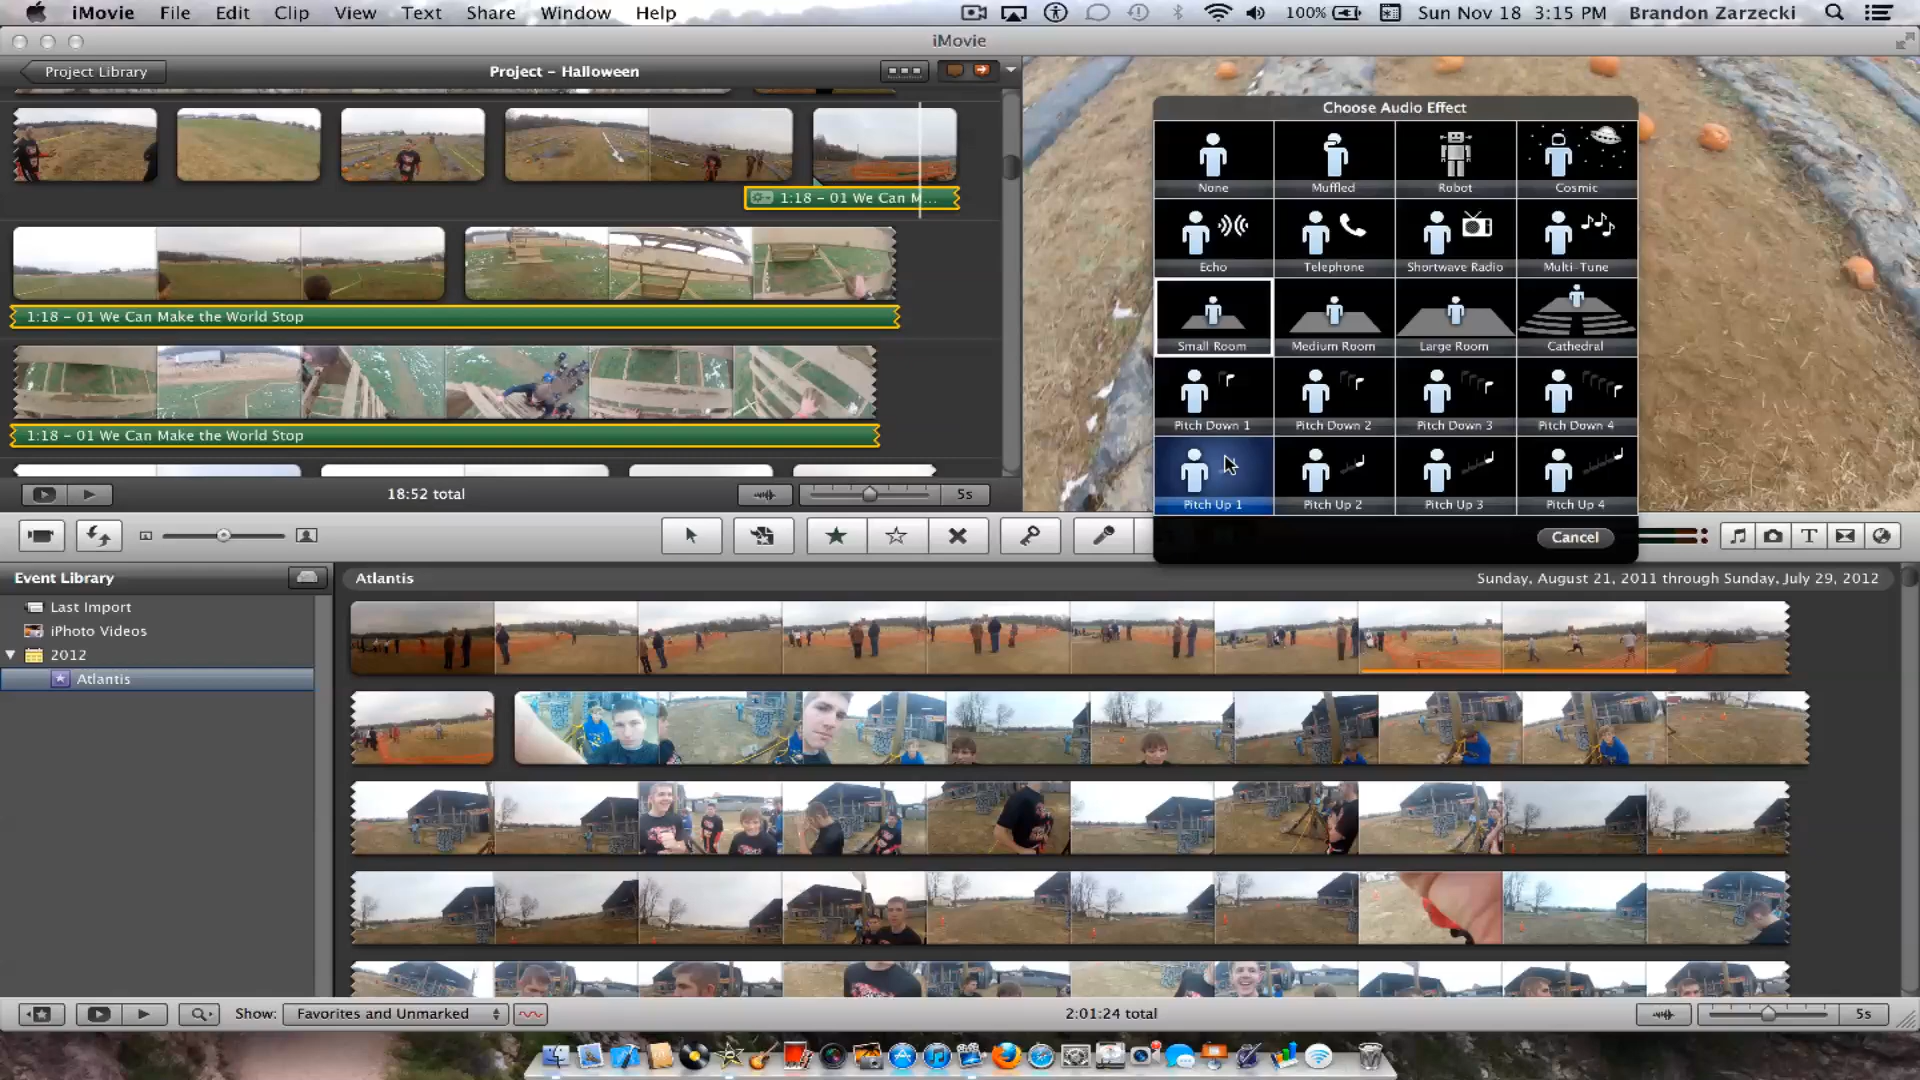 iMovie File Edit Clip View Text Share Window Help 100% Sun Nov 18 3:15 PM Brandon Zarzecki
iMovie
Project Library Project – Halloween
1:18 – 01 We Can M...
1:18 – 01 We Can Make the World Stop
1:18 – 01 We Can Make the World Stop
18:52 total 5s
Choose Audio Effect
None Muffled Robot Cosmic
Echo Telephone Shortwave Radio Multi-Tune
Small Room Medium Room Large Room Cathedral
Pitch Down 1 Pitch Down 2 Pitch Down 3 Pitch Down 4
Pitch Up 1 Pitch Up 2 Pitch Up 3 Pitch Up 4
Cancel
Event Library Atlantis Sunday, August 21, 2011 through Sunday, July 29, 2012
Last Import
iPhoto Videos
2012
Atlantis
Show: Favorites and Unmarked 2:01:24 total 5s